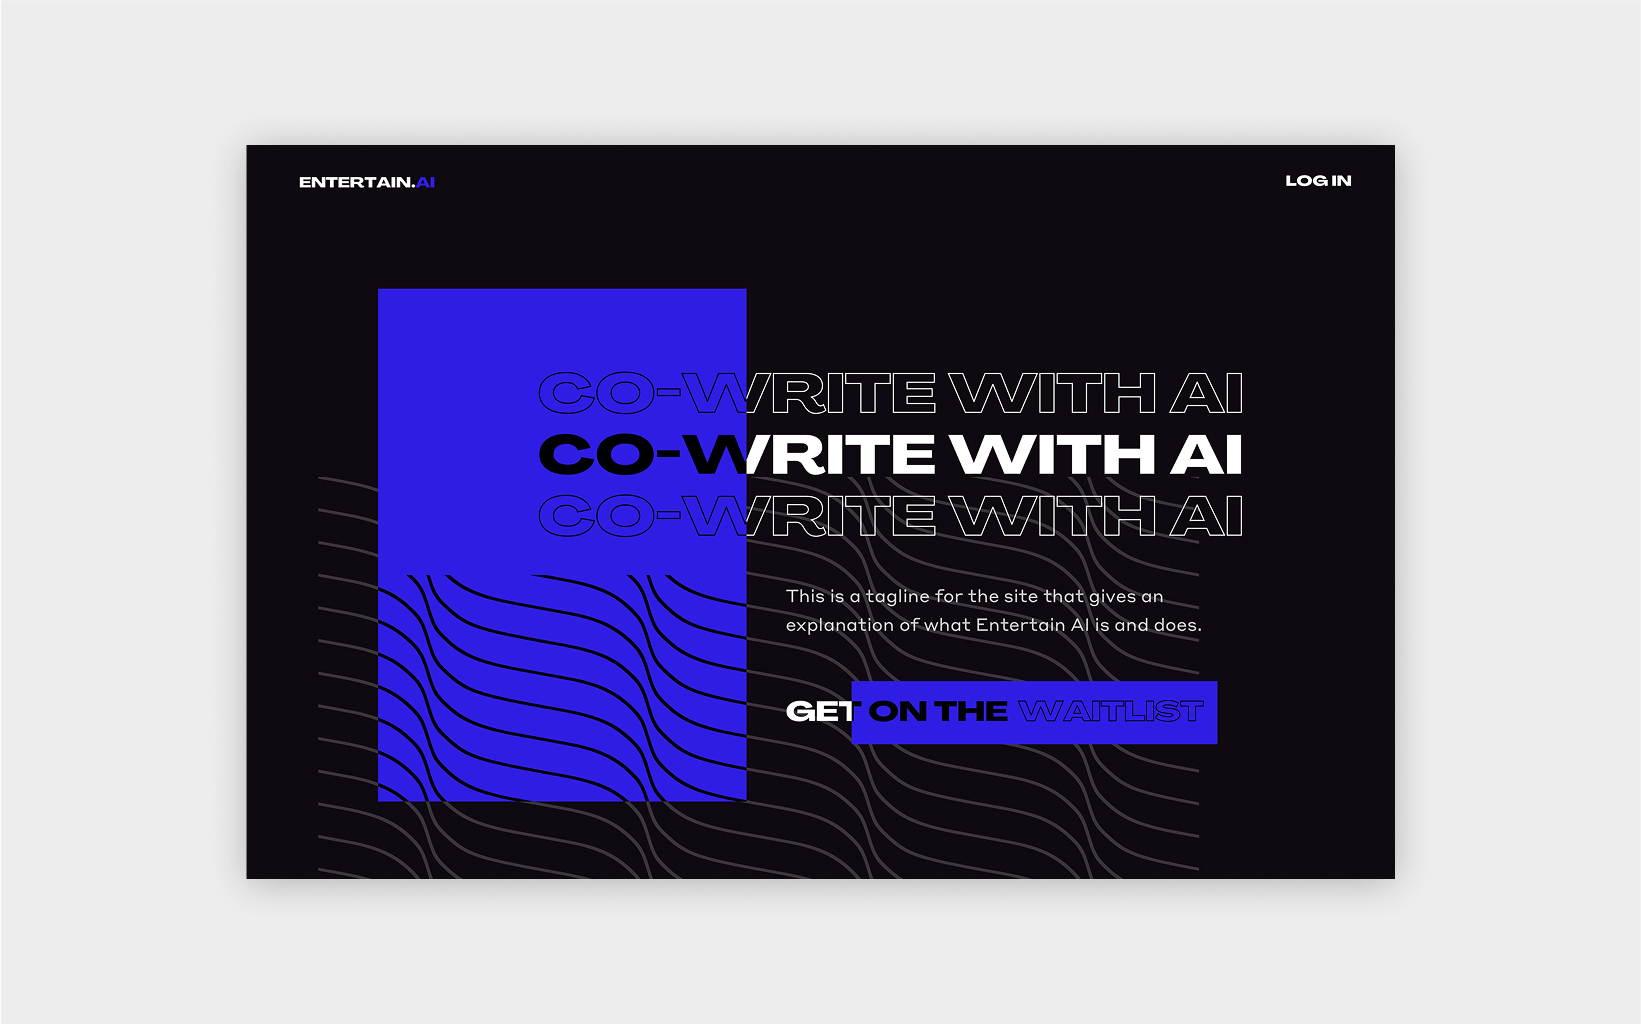 ENTERTAIN.AI
LOG IN
CO-WRITE WITH AI
CO-WRITE WITH AI
CO-WRITE WITH AI
This is a tagline for the site that gives an
explanation of what Entertain AI is and does.
GET ON THE WAITLIST